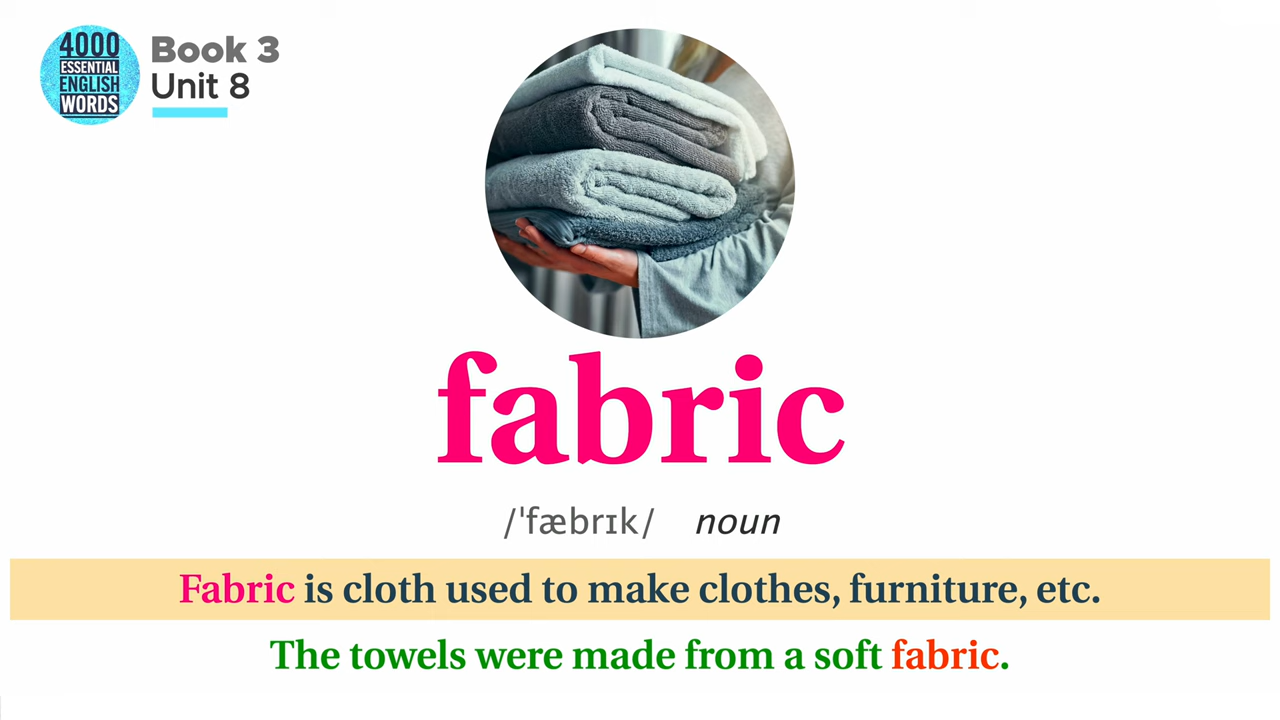 4000
ESSENTIAL
ENGLISH
WORDS
Book 3
Unit 8
fabric
/ˈfæbrɪk/ noun
Fabric is cloth used to make clothes, furniture, etc.
The towels were made from a soft fabric.